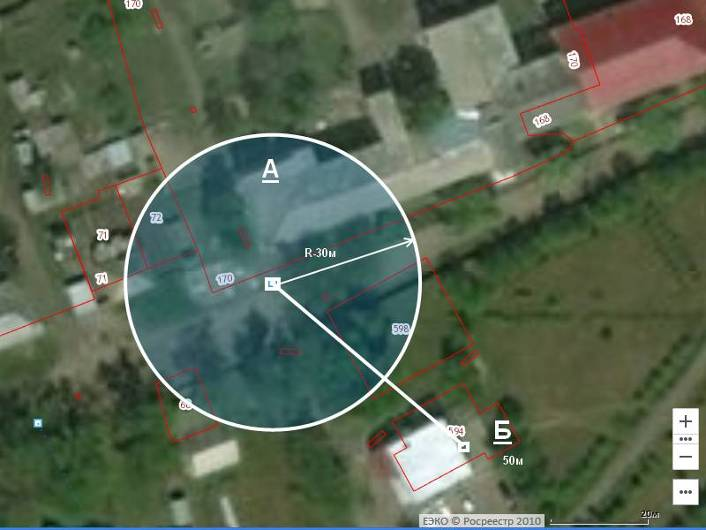 170
168
170
168
А
72
71
R-30м
71
170
598
68
594
Б
50м
20м
ЕЭКО © Росреестр 2010